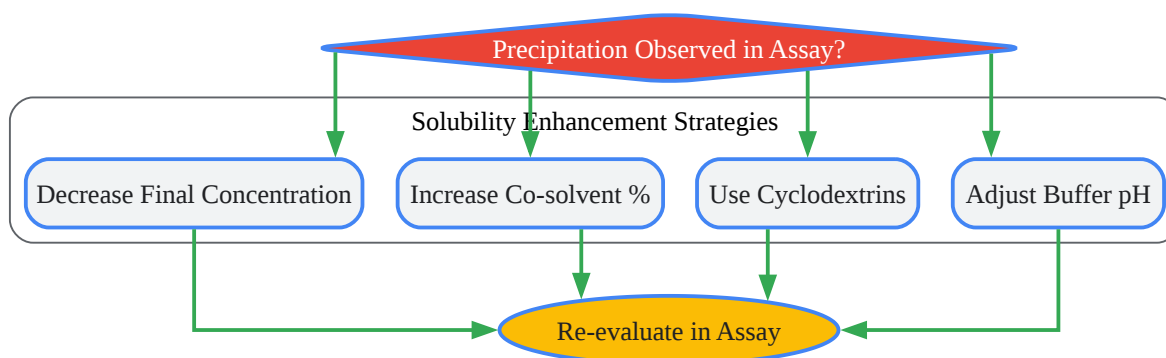 Precipitation Observed in Assay?
Solubility Enhancement Strategies
Decrease Final Concentration
Increase Co-solvent %
Use Cyclodextrins
Adjust Buffer pH
Re-evaluate in Assay